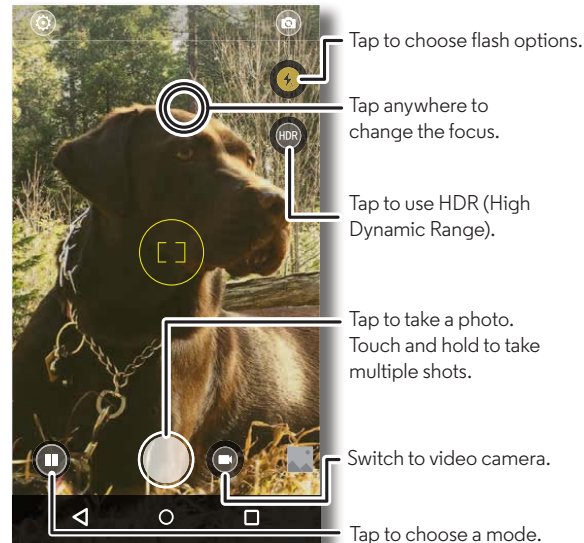 Tap to choose flash options.
Tap anywhere to
change the focus.
HDR
Tap to use HDR (High
Dynamic Range).
Tap to take a photo.
Touch and hold to take
multiple shots.
Switch to video camera.
Tap to choose a mode.